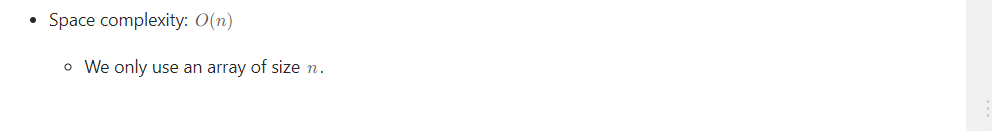 • Space complexity: O(n)
◦ We only use an array of size n.